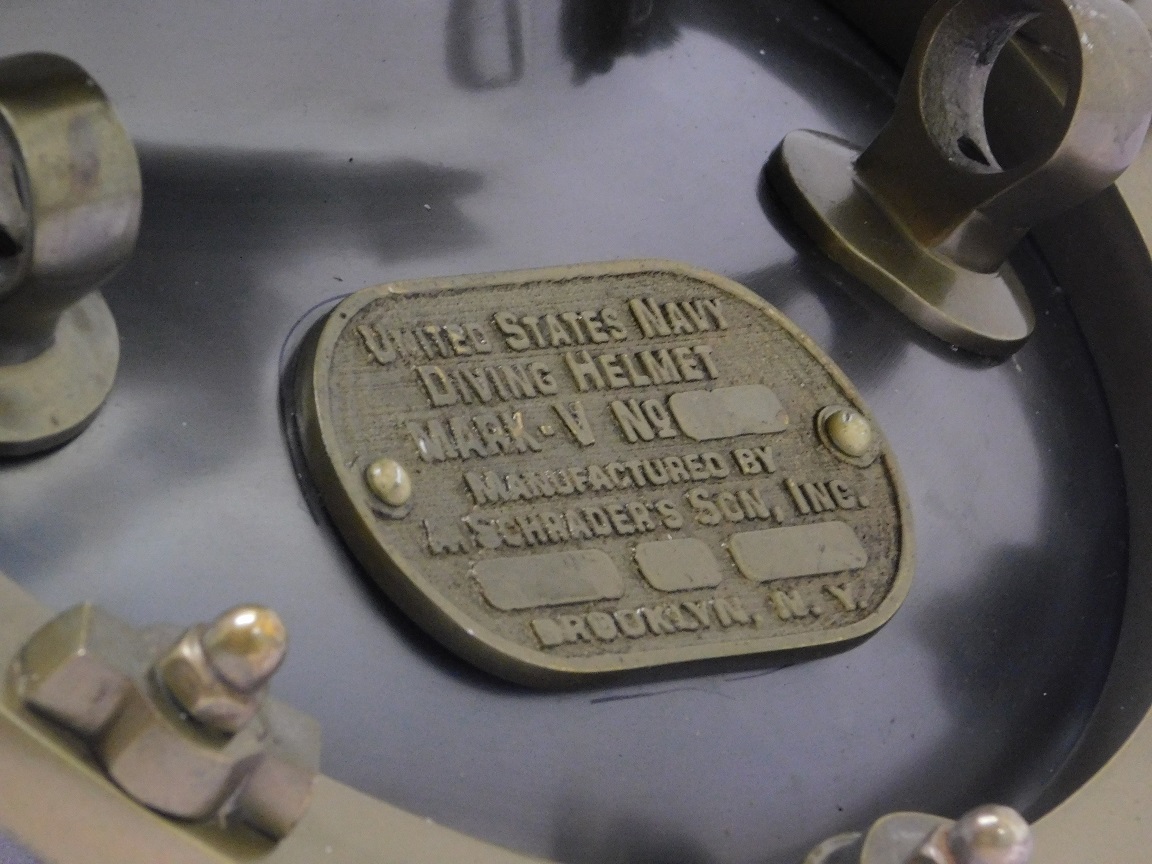 UNITED STATES NAVY
DIVING HELMET
MARK-V Nº
MANUFACTURED BY
A. SCHRADER'S SON, INC.
BROOKLYN, N. Y.